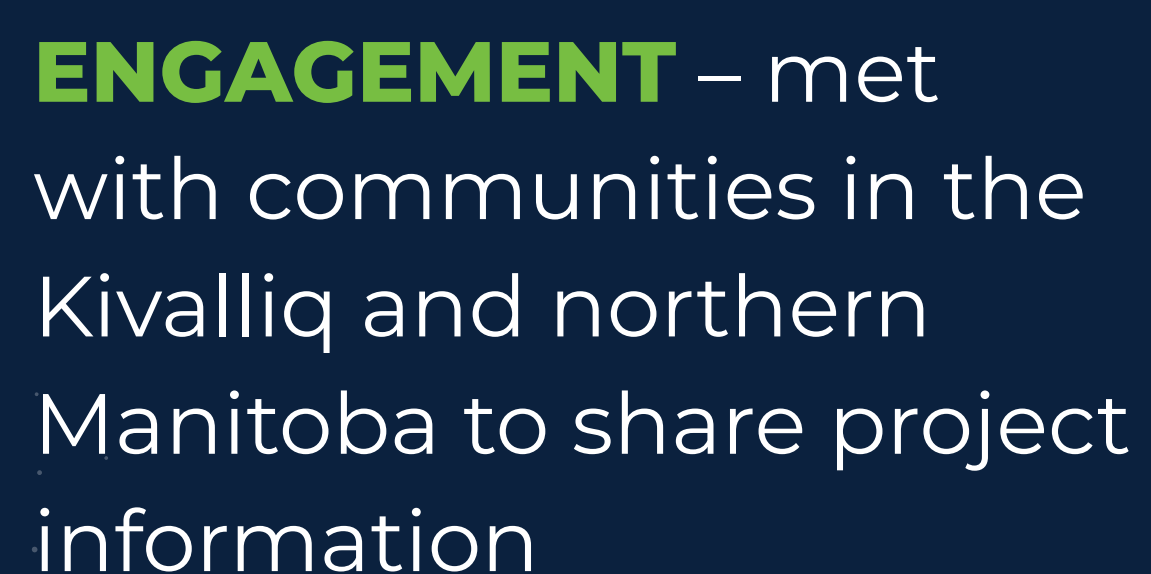 ENGAGEMENT – met
with communities in the
Kivalliq and northern
Manitoba to share project
information